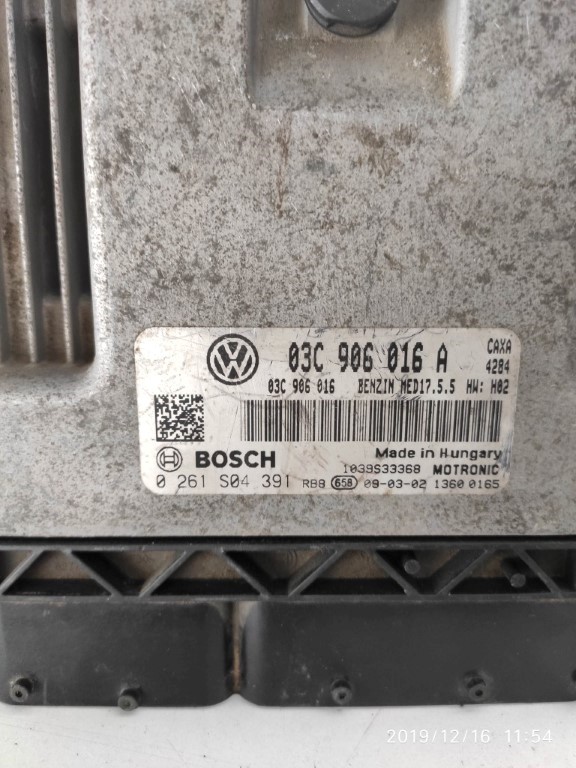 03C 906 016 A CAXA
4284
03C 906 016 BENZIN MED17.5.5 HW: H02
BOSCH Made in Hungary
1039S33368 MOTRONIC
0 261 S04 391 RB8 658 09-03-02 1360 0165
2019/12/16 11:54